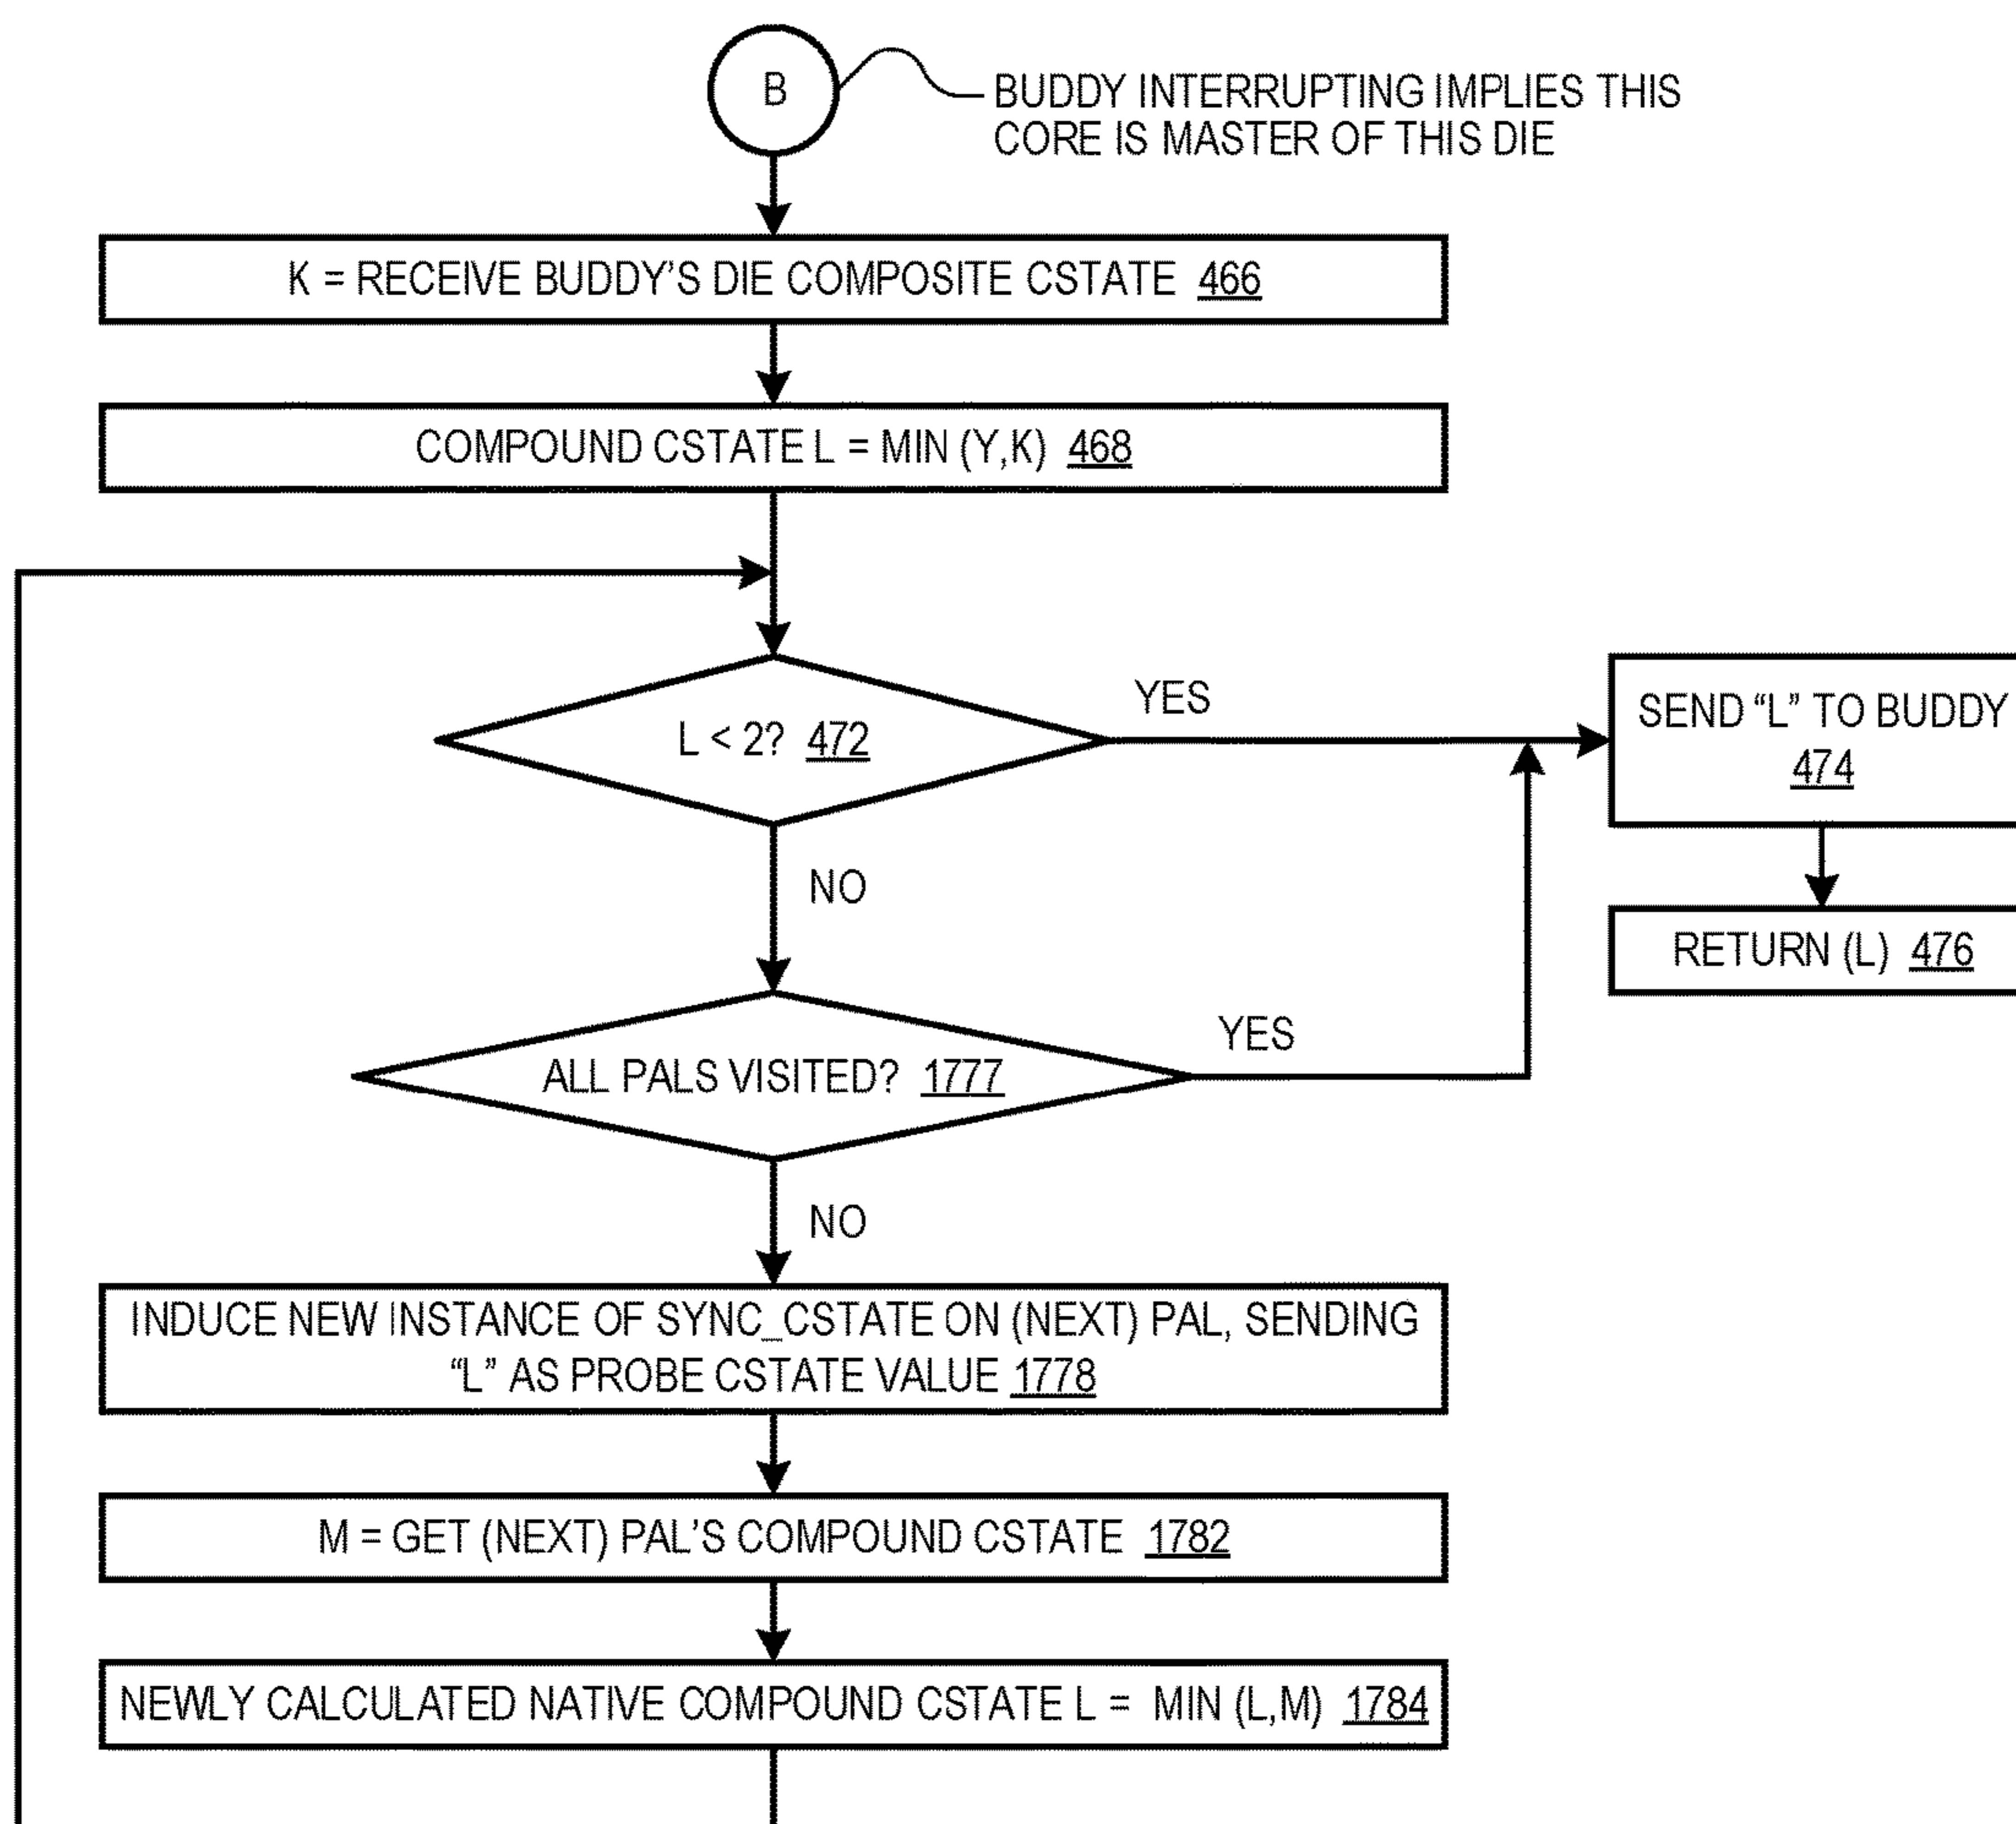 B
BUDDY INTERRUPTING IMPLIES THIS
CORE IS MASTER OF THIS DIE
K = RECEIVE BUDDY'S DIE COMPOSITE CSTATE 466
COMPOUND CSTATE L = MIN (Y,K) 468
L < 2? 472
YES
SEND “L” TO BUDDY
474
NO
RETURN (L) 476
ALL PALS VISITED? 1777
YES
NO
INDUCE NEW INSTANCE OF SYNC_CSTATE ON (NEXT) PAL, SENDING
“L” AS PROBE CSTATE VALUE 1778
M = GET (NEXT) PAL'S COMPOUND CSTATE 1782
NEWLY CALCULATED NATIVE COMPOUND CSTATE L = MIN (L,M) 1784